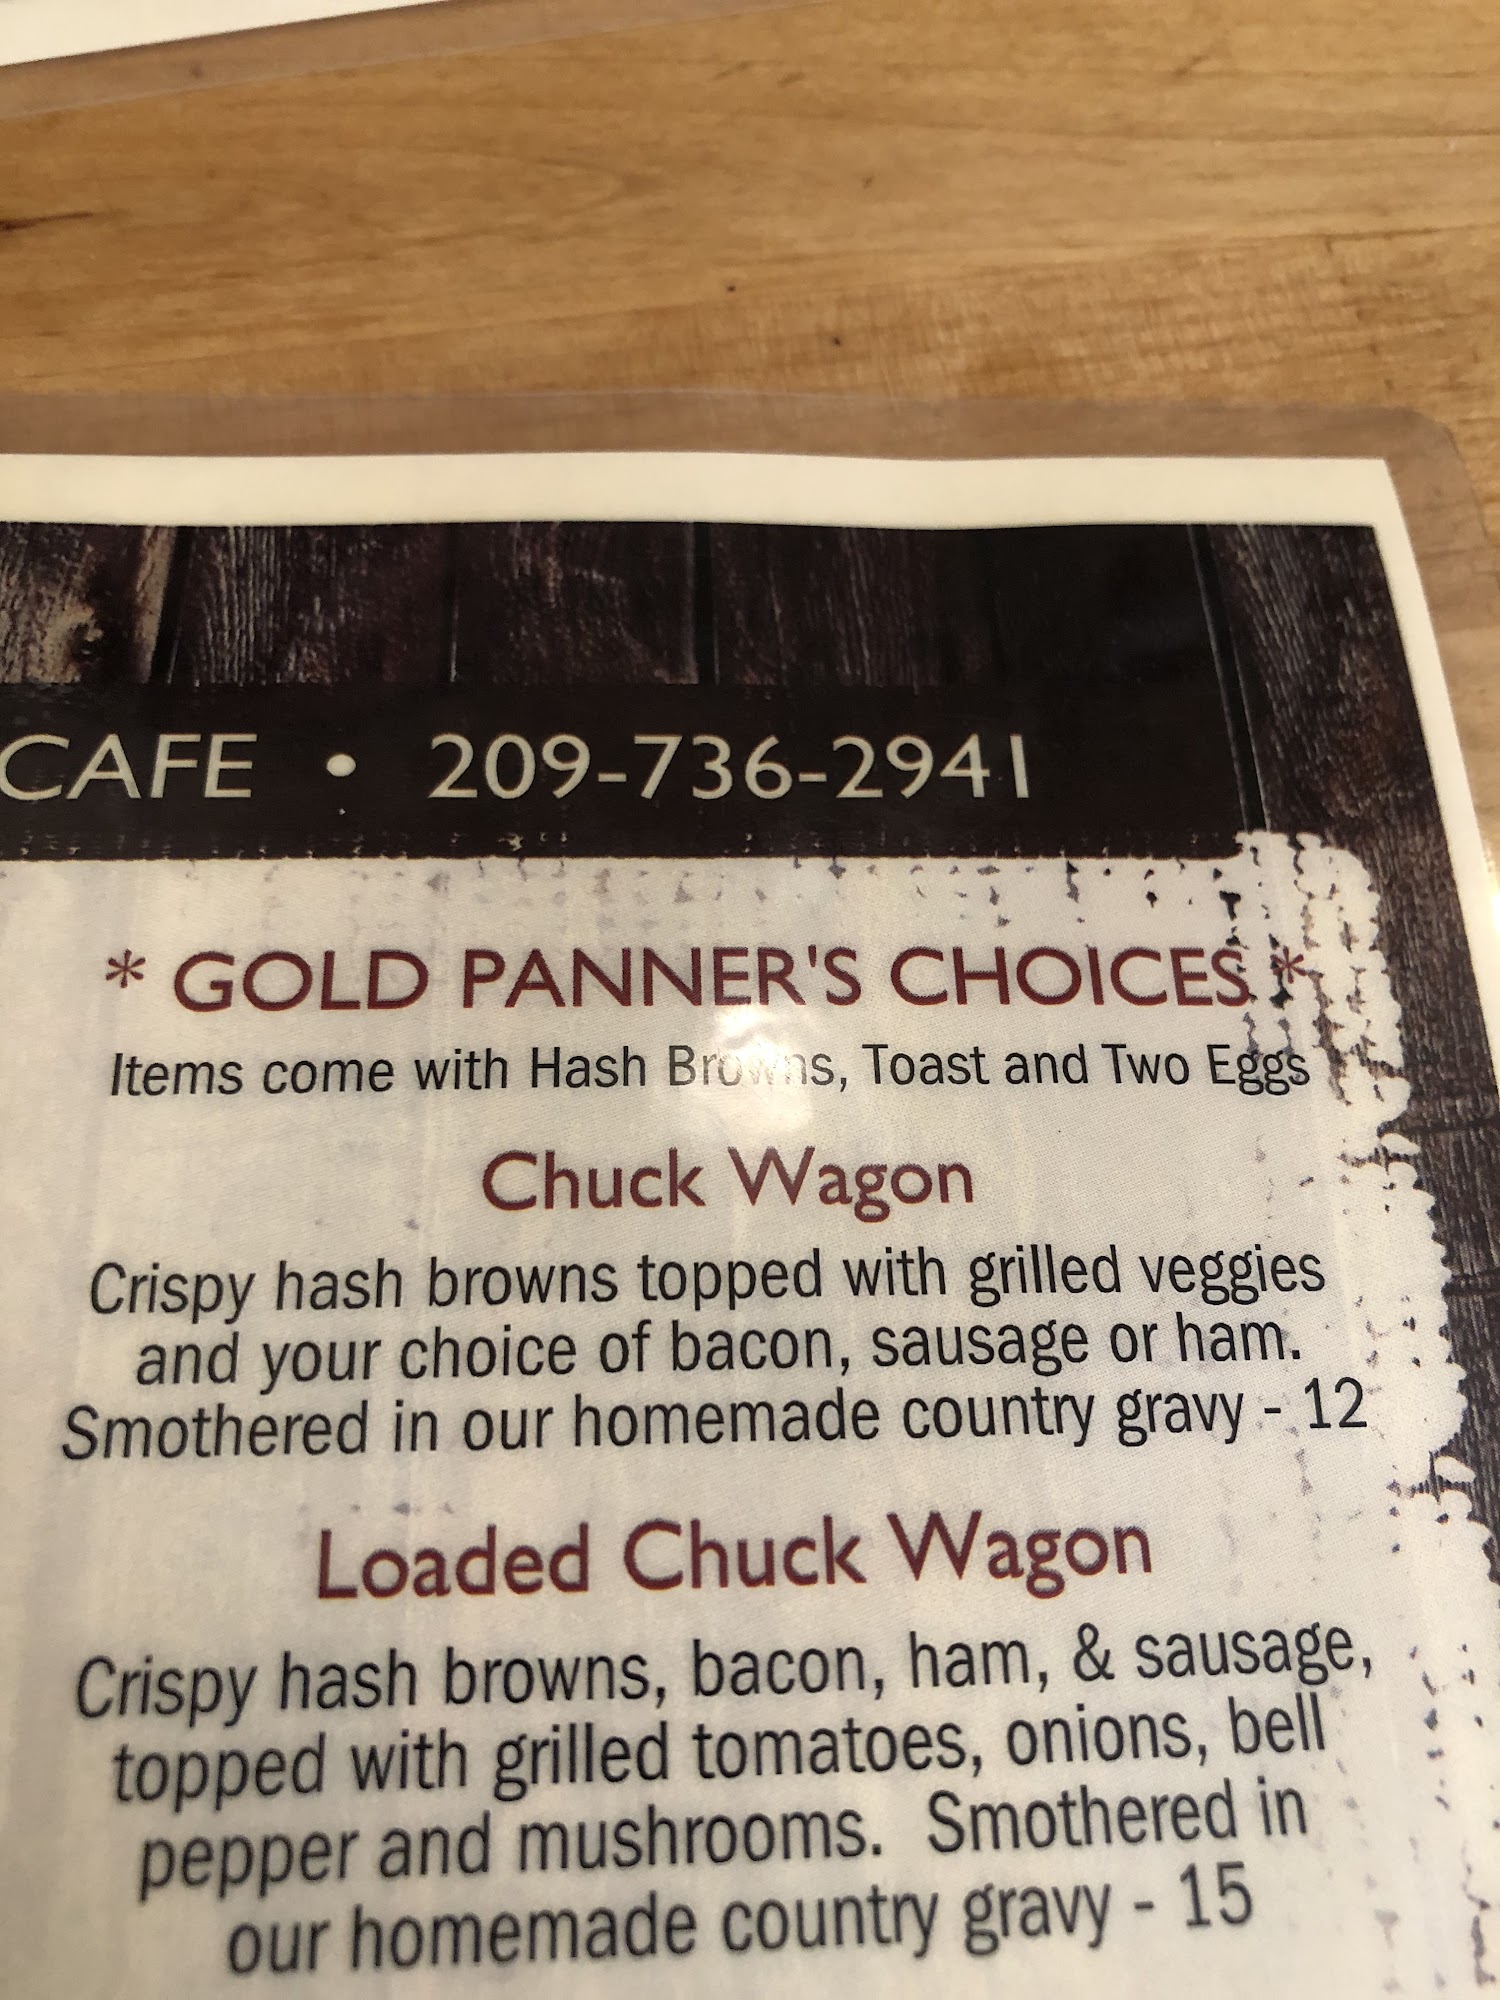 CAFE • 209-736-2941
* GOLD PANNER'S CHOICES *
Items come with Hash Browns, Toast and Two Eggs
Chuck Wagon
Crispy hash browns topped with grilled veggies
and your choice of bacon, sausage or ham.
Smothered in our homemade country gravy - 12
Loaded Chuck Wagon
Crispy hash browns, bacon, ham, & sausage,
topped with grilled tomatoes, onions, bell
pepper and mushrooms. Smothered in
our homemade country gravy - 15